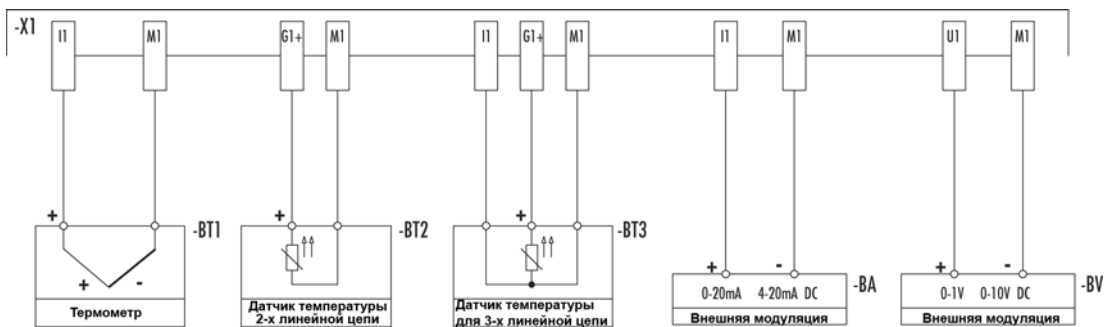 -X1
I1 M1 G1+ M1 I1 G1+ M1 I1 M1 U1 M1
+ + + + - + -
-BT1 -BT2 -BT3 -BA -BV
+ -
0-20mA 4-20mA DC 0-1V 0-10V DC
Термометр
Датчик температуры
2-х линейной цепи
Датчик температуры
для 3-х линейной цепи
Внешняя модуляция
Внешняя модуляция